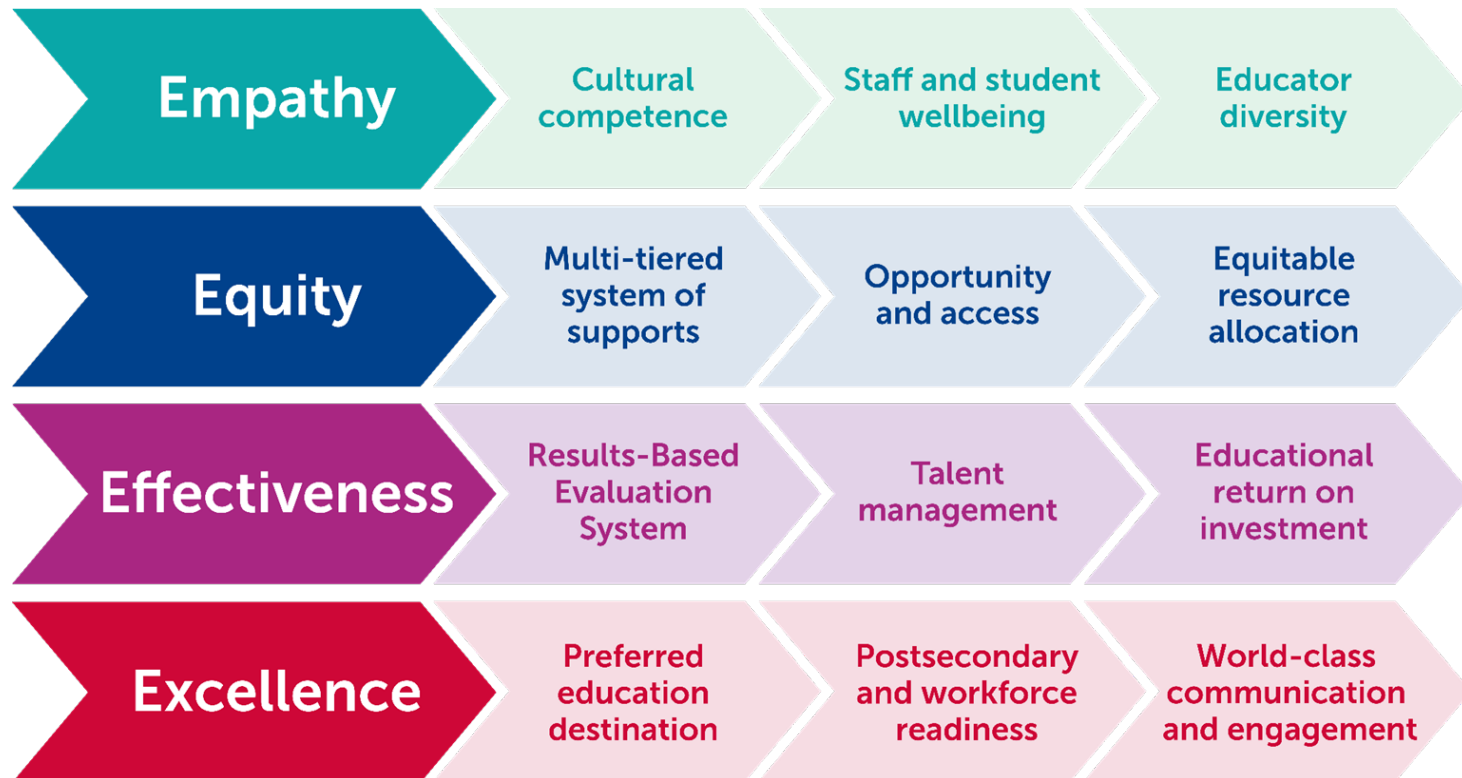 Empathy
Cultural
competence
Staff and student
wellbeing
Educator
diversity
Equity
Multi-tiered
system of
supports
Opportunity
and access
Equitable
resource
allocation
Effectiveness
Results-Based
Evaluation
System
Talent
management
Educational
return on
investment
Excellence
Preferred
education
destination
Postsecondary
and workforce
readiness
World-class
communication
and engagement